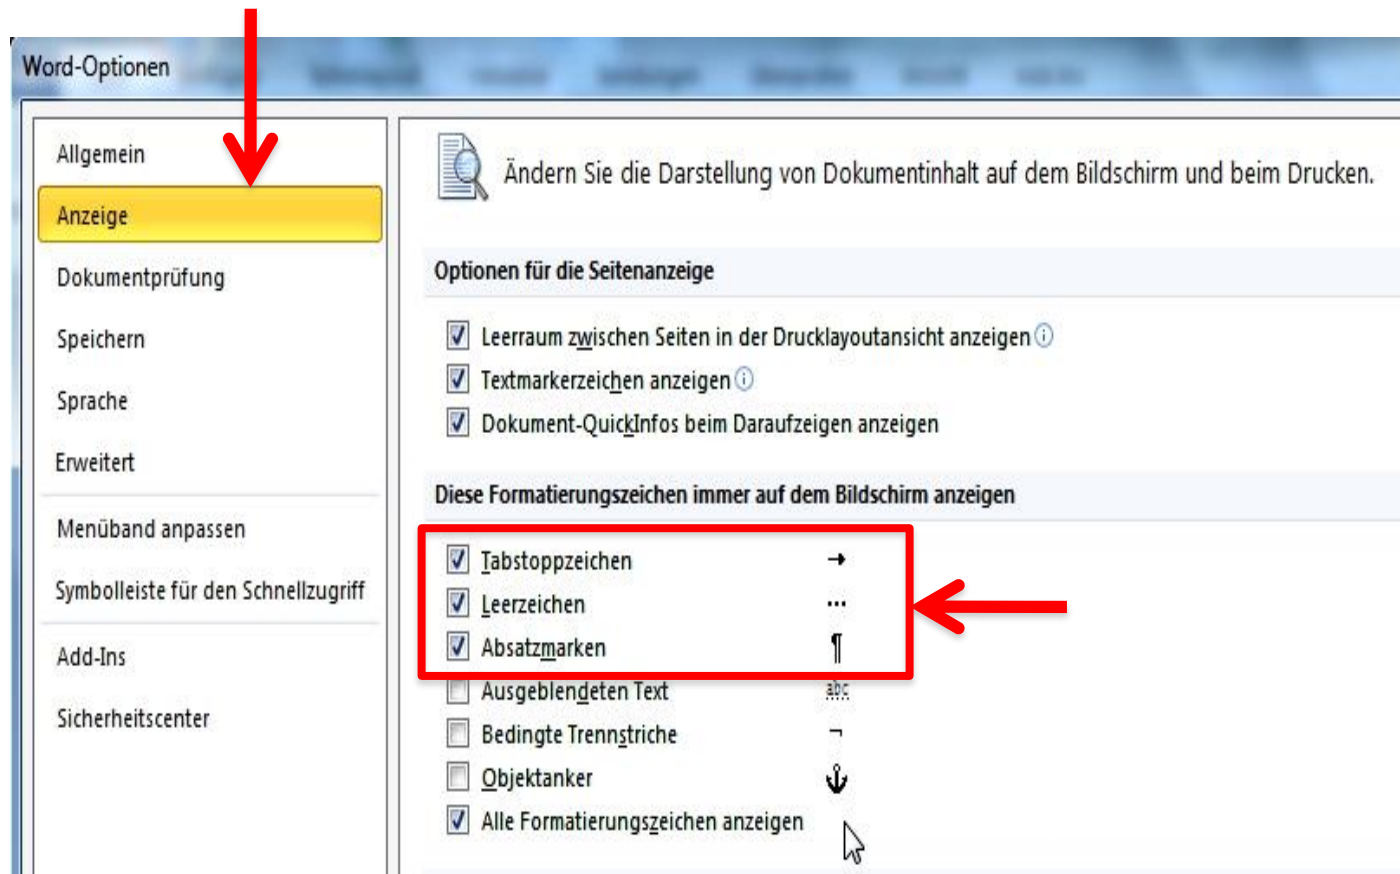 Word-Optionen
Allgemein
Anzeige
Dokumentprüfung
Speichern
Sprache
Erweitert
Menüband anpassen
Symbolleiste für den Schnellzugriff
Add-Ins
Sicherheitscenter
Ändern Sie die Darstellung von Dokumentinhalt auf dem Bildschirm und beim Drucken.
Optionen für die Seitenanzeige
Leerraum zwischen Seiten in der Drucklayoutansicht anzeigen
Textmarkerzeichen anzeigen
Dokument-QuickInfos beim Daraufzeigen anzeigen
Diese Formatierungszeichen immer auf dem Bildschirm anzeigen
Tabstoppzeichen →
Leerzeichen ···
Absatzmarken ¶
Ausgeblendeten Text abc
Bedingte Trennstriche ¬
Objektanker
Alle Formatierungszeichen anzeigen